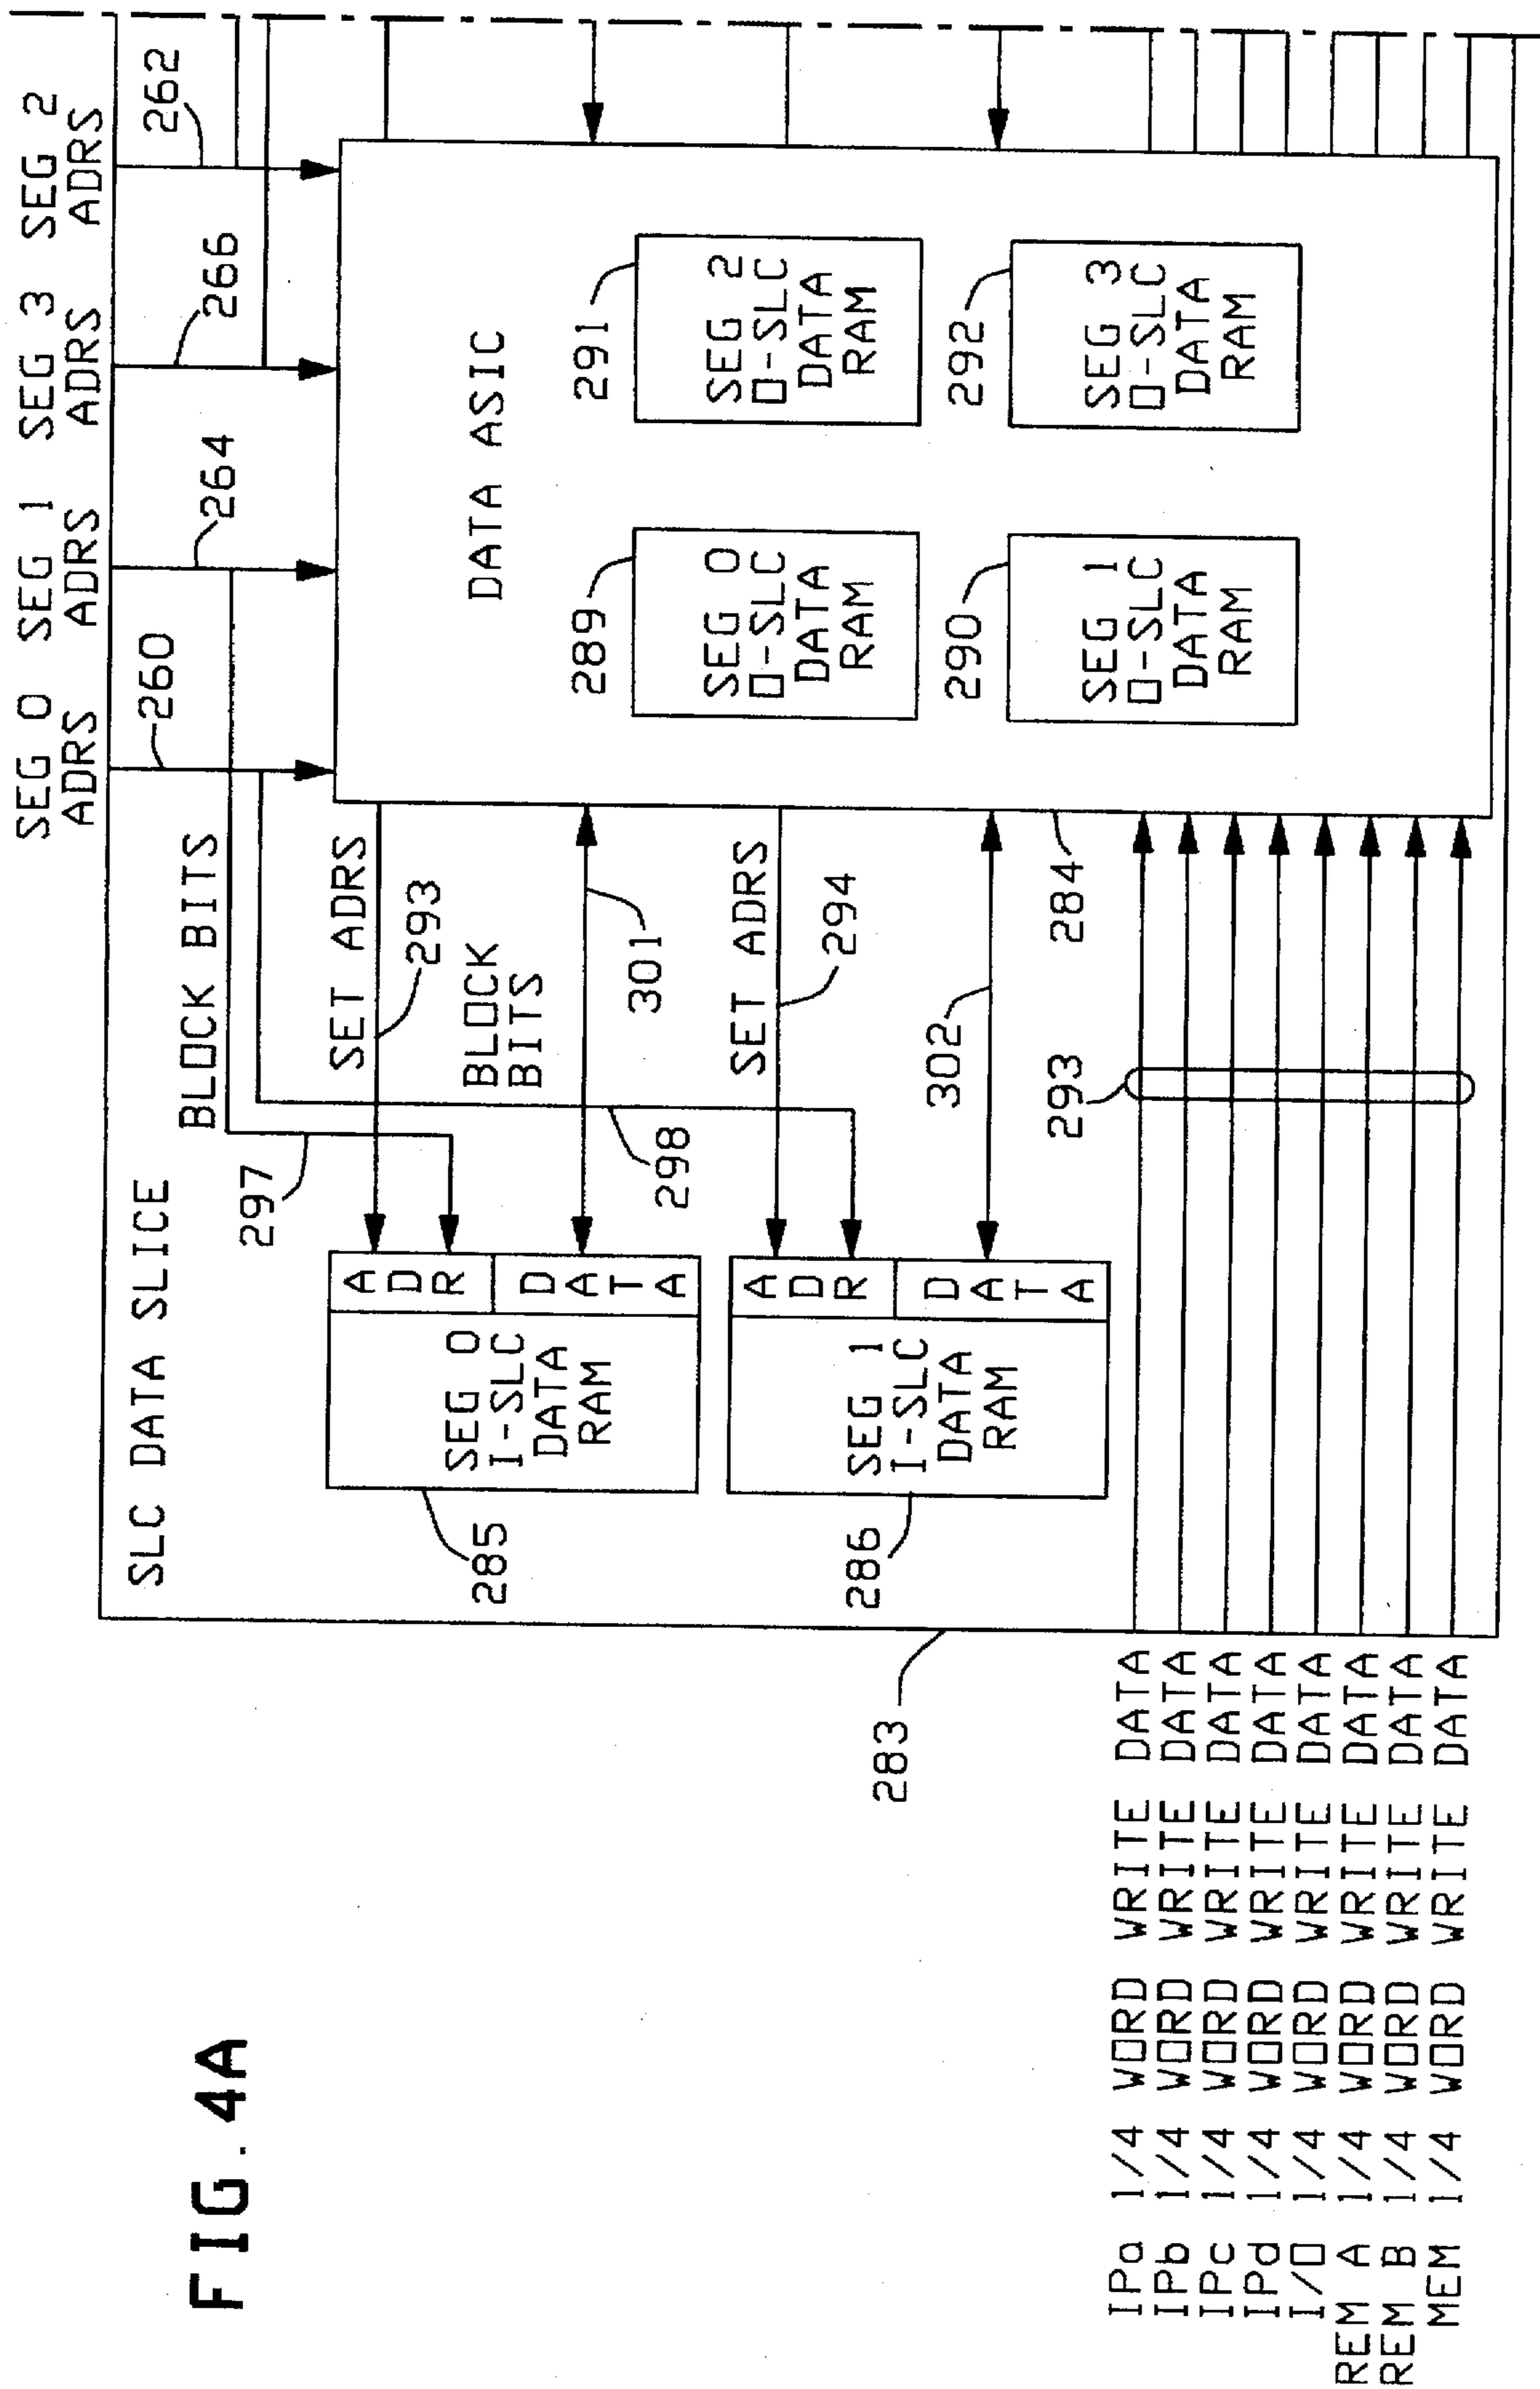 FIG.4A
SEG 0 SEG 1 SEG 3 SEG 2
ADRS ADRS ADRS ADRS
260
264
266
262
SLC DATA SLICE
BLOCK BITS
297
SET ADRS
293
BLOCK
BITS
301
298
SET ADRS
294
302
284
293
DATA ASIC
289
SEG 0
O-SLC
DATA
RAM
291
SEG 2
O-SLC
DATA
RAM
290
SEG 1
O-SLC
DATA
RAM
292
SEG 3
O-SLC
DATA
RAM
ADR
DATA
SEG 0
I-SLC
DATA
RAM
285
ADR
DATA
SEG 1
I-SLC
DATA
RAM
286
283
IPa 1/4 WORD WRITE DATA
IPb 1/4 WORD WRITE DATA
IPc 1/4 WORD WRITE DATA
IPd 1/4 WORD WRITE DATA
I/O 1/4 WORD WRITE DATA
REM A 1/4 WORD WRITE DATA
REM B 1/4 WORD WRITE DATA
MEM 1/4 WORD WRITE DATA